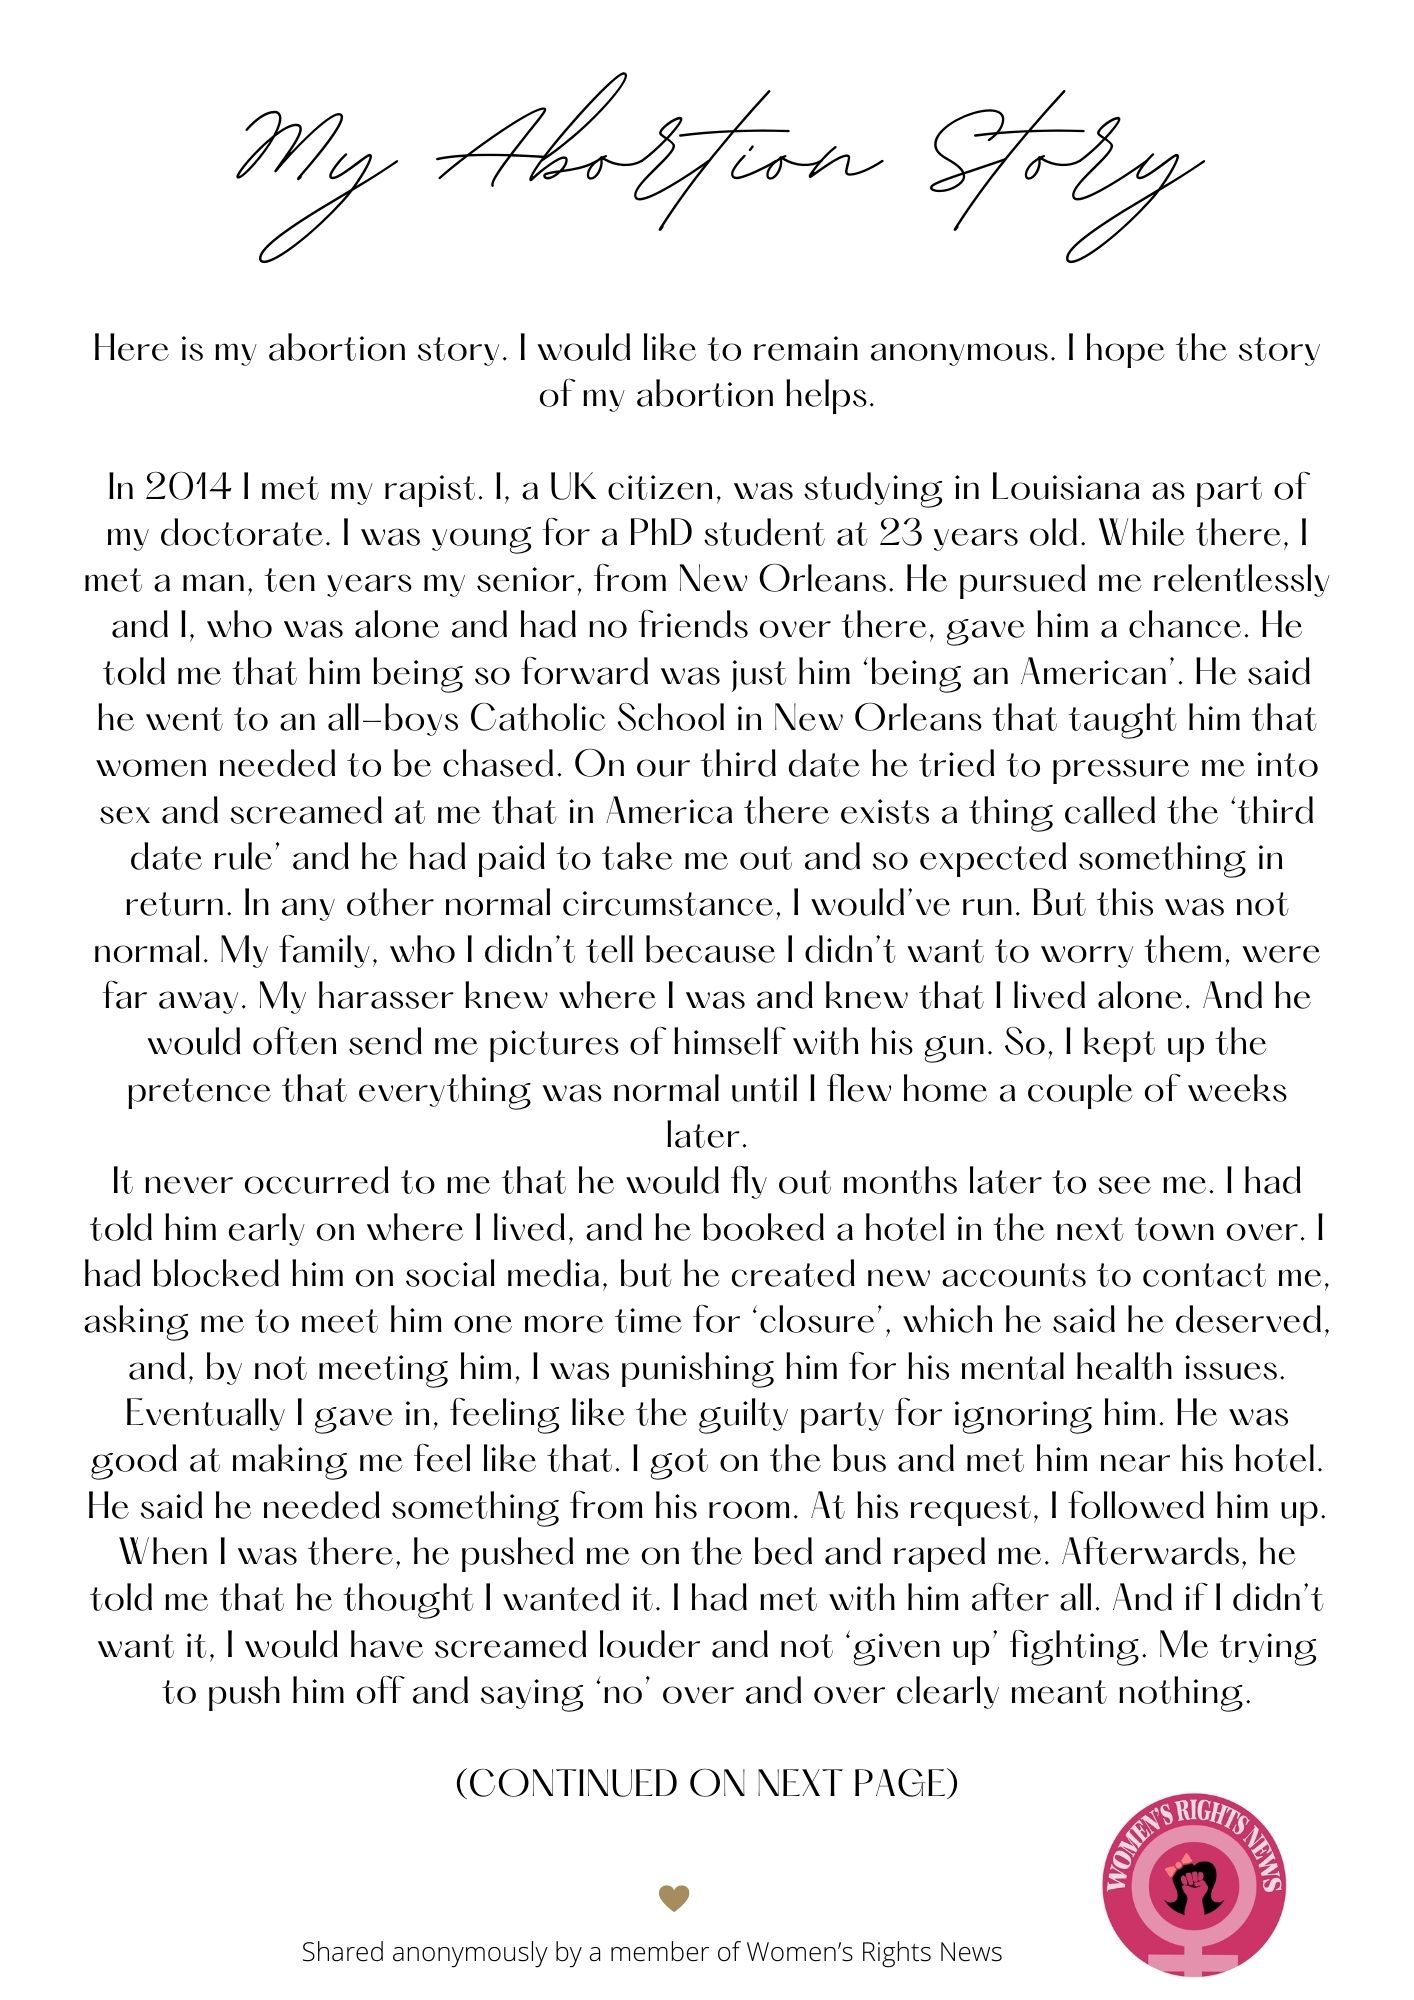 My Abortion Story
Here is my abortion story. I would like to remain anonymous. I hope the story
of my abortion helps.
In 2014 I met my rapist. I, a UK citizen, was studying in Louisiana as part of
my doctorate. I was young for a PhD student at 23 years old. While there, I
met a man, ten years my senior, from New Orleans. He pursued me relentlessly
and I, who was alone and had no friends over there, gave him a chance. He
told me that him being so forward was just him ‘being an American’. He said
he went to an all-boys Catholic School in New Orleans that taught him that
women needed to be chased. On our third date he tried to pressure me into
sex and screamed at me that in America there exists a thing called the ‘third
date rule’ and he had paid to take me out and so expected something in
return. In any other normal circumstance, I would’ve run. But this was not
normal. My family, who I didn’t tell because I didn’t want to worry them, were
far away. My harasser knew where I was and knew that I lived alone. And he
would often send me pictures of himself with his gun. So, I kept up the
pretence that everything was normal until I flew home a couple of weeks
later.
It never occurred to me that he would fly out months later to see me. I had
told him early on where I lived, and he booked a hotel in the next town over. I
had blocked him on social media, but he created new accounts to contact me,
asking me to meet him one more time for ‘closure’, which he said he deserved,
and, by not meeting him, I was punishing him for his mental health issues.
Eventually I gave in, feeling like the guilty party for ignoring him. He was
good at making me feel like that. I got on the bus and met him near his hotel.
He said he needed something from his room. At his request, I followed him up.
When I was there, he pushed me on the bed and raped me. Afterwards, he
told me that he thought I wanted it. I had met with him after all. And if I didn’t
want it, I would have screamed louder and not ‘given up’ fighting. Me trying
to push him off and saying ‘no’ over and over clearly meant nothing.
(CONTINUED ON NEXT PAGE)
WOMEN'S RIGHTS NEWS
Shared anonymously by a member of Women’s Rights News